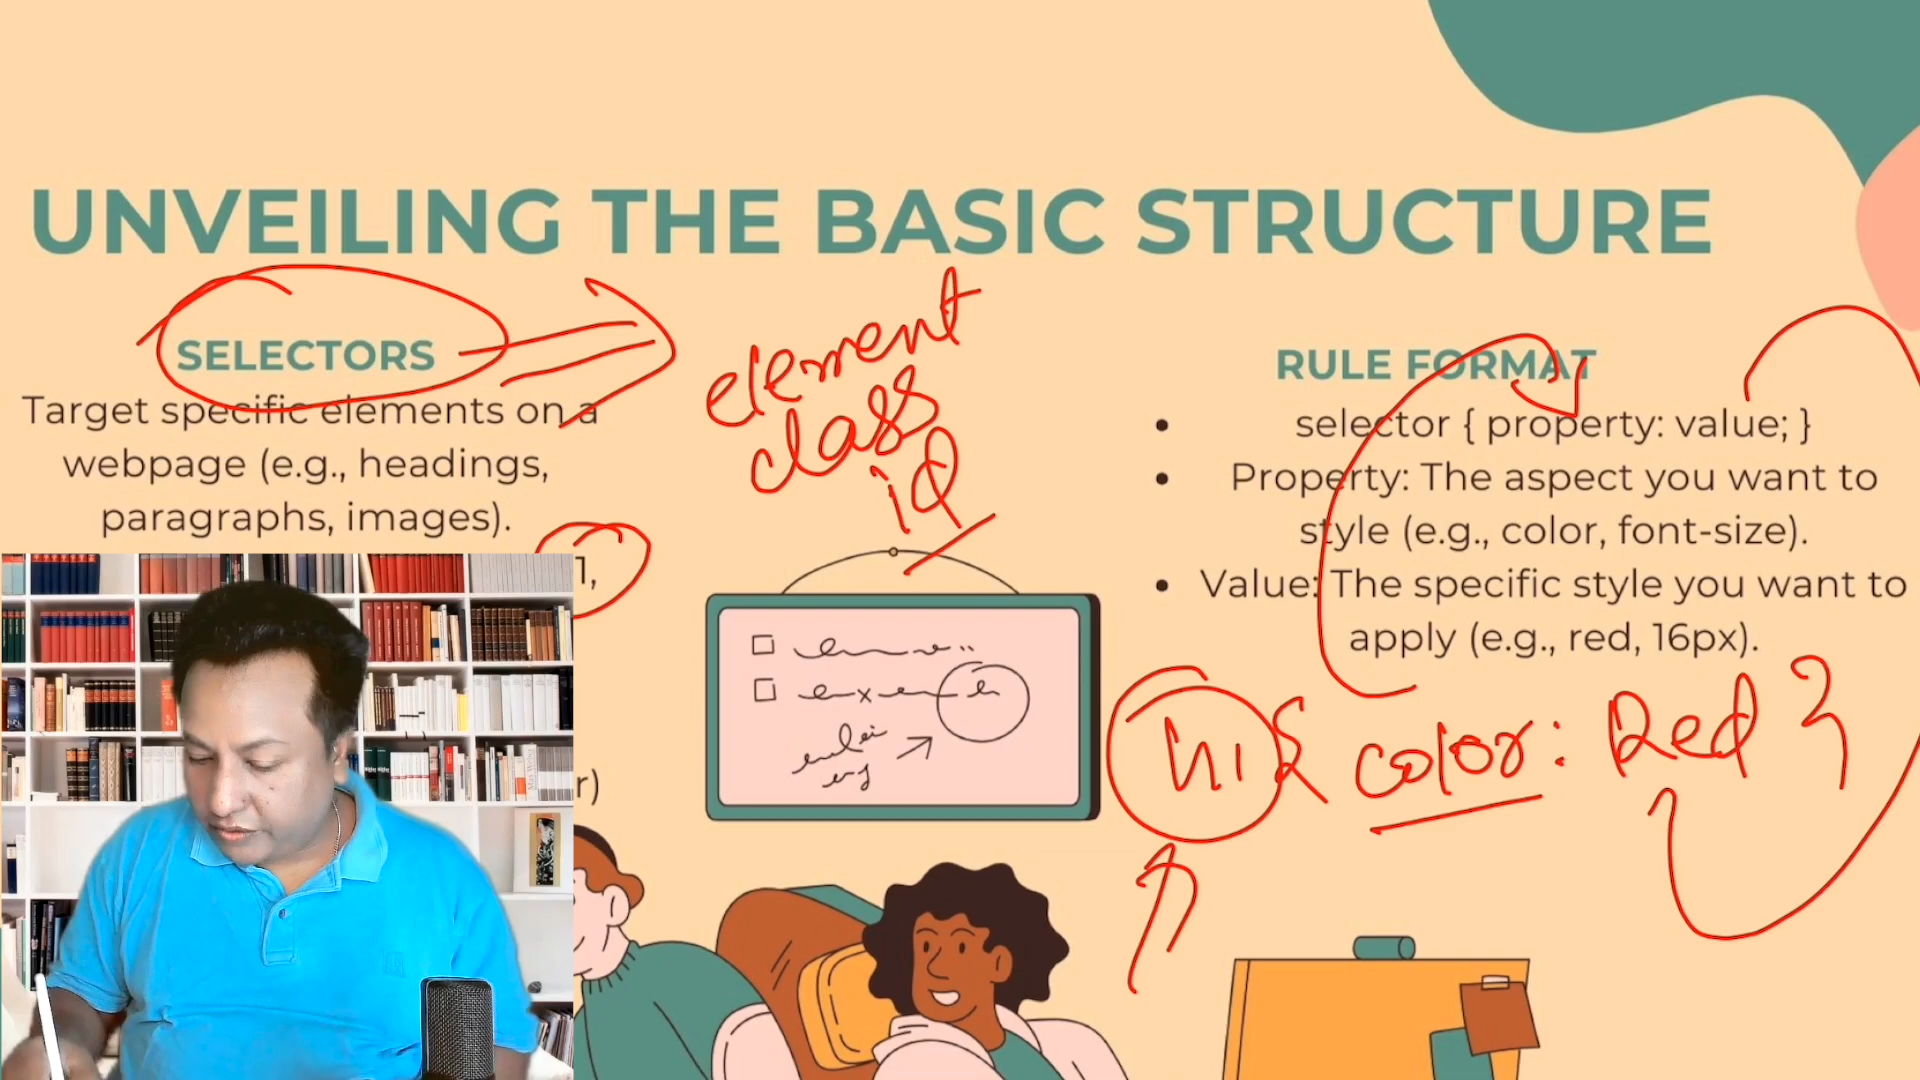 UNVEILING THE BASIC STRUCTURE
SELECTORS
Target specific elements on a
webpage (e.g., headings,
paragraphs, images).
1,
r)
element
class
id
RULE FORMAT
selector { property: value; }
Property: The aspect you want to
style (e.g., color, font-size).
Value: The specific style you want to
apply (e.g., red, 16px).
h1 { color: Red }